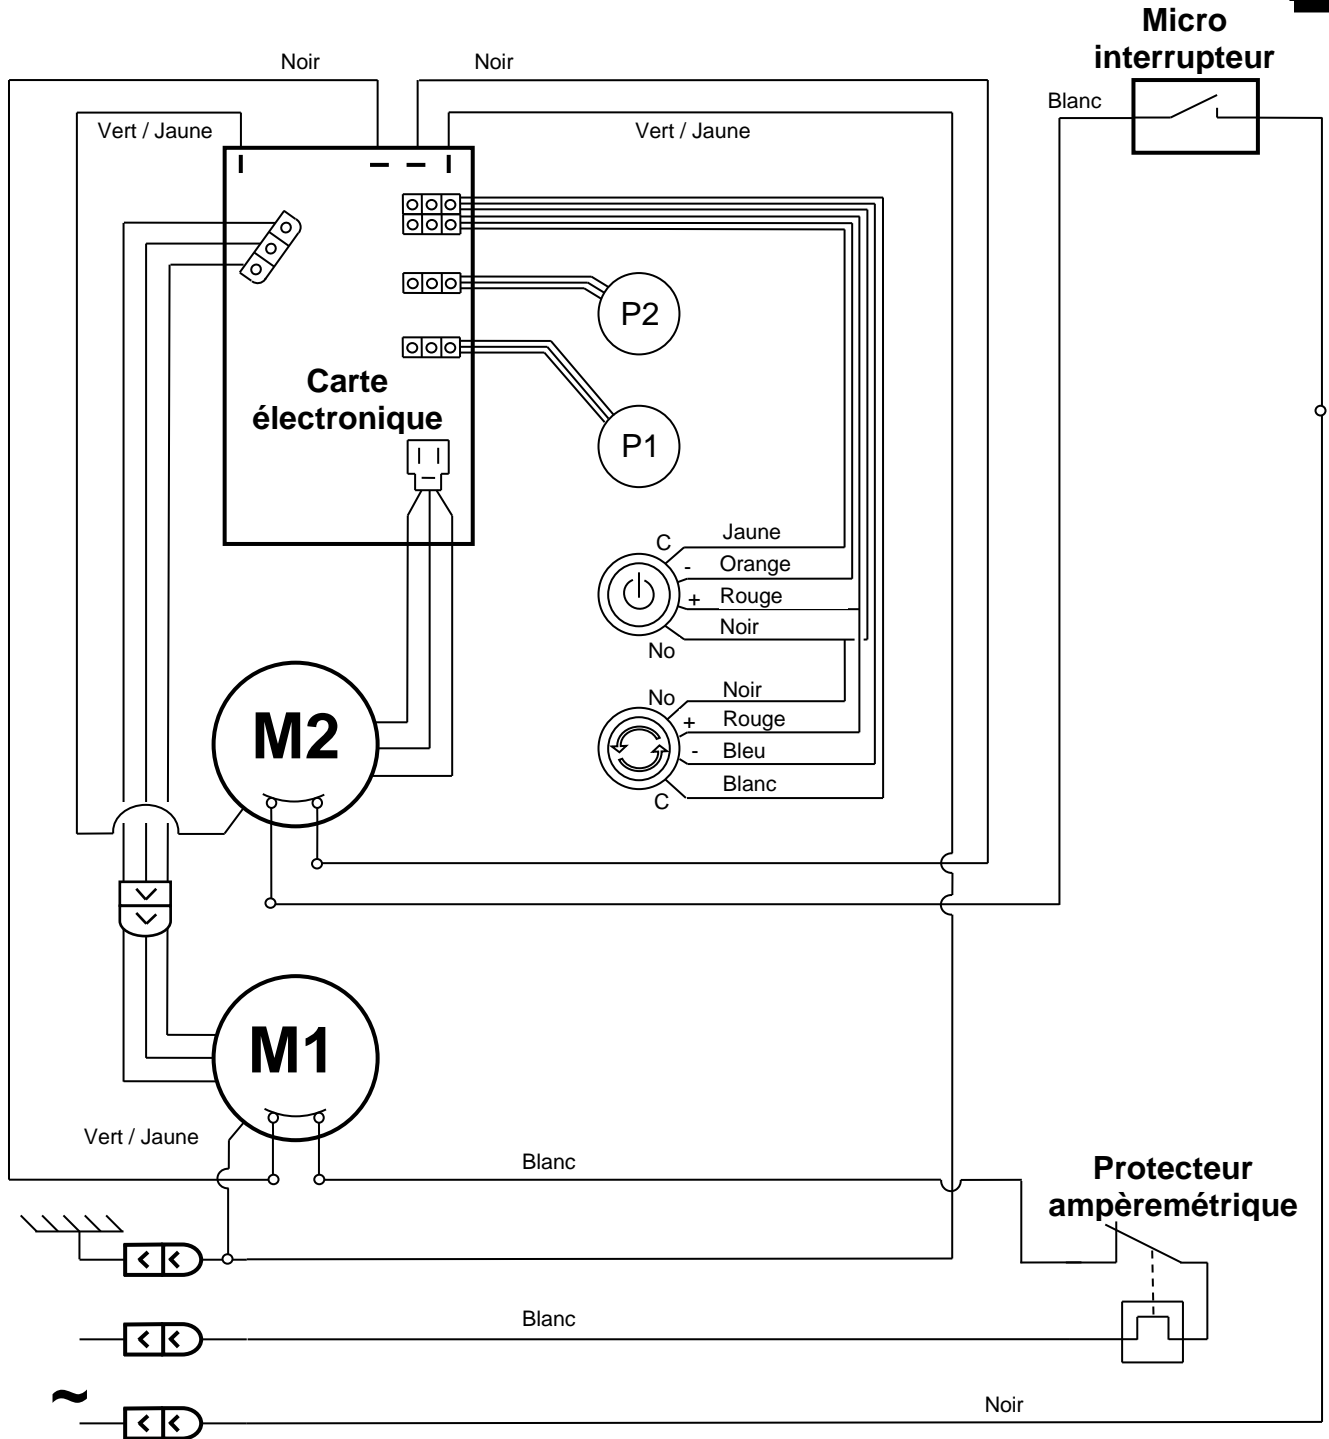 Micro
interrupteur
Noir
Noir
Blanc
Vert / Jaune
Vert / Jaune
P2
Carte
électronique
P1
C
Jaune
-
Orange
+
Rouge
Noir
No
No
Noir
+
Rouge
-
Bleu
C
Blanc
M2
M1
Vert / Jaune
Blanc
Protecteur
ampèremétrique
Blanc
~
Noir